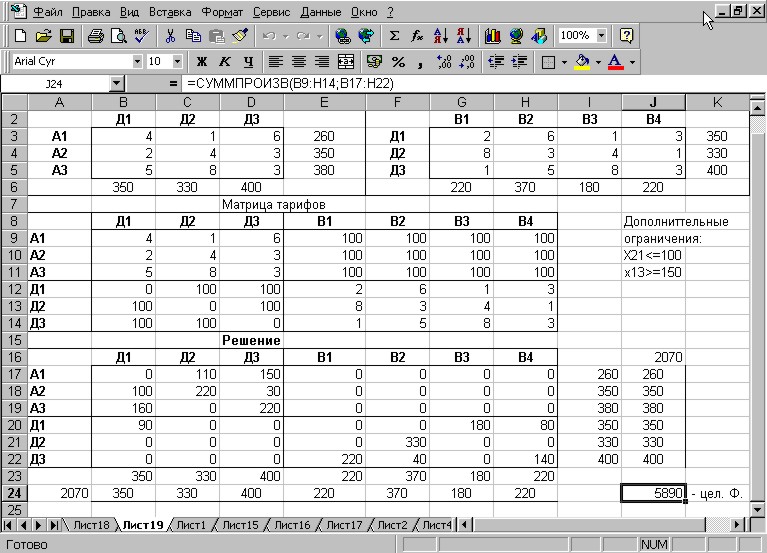 Файл Правка Вид Вставка Формат Сервис Данные Окно ?
100%
Arial Cyr 10 Ж К Ч
J24 = =СУММПРОИЗВ(B9:H14;B17:H22)
A B C D E F G H I J K
2 Д1 Д2 Д3 В1 В2 В3 В4
3 А1 4 1 6 260 Д1 2 6 1 3 350
4 А2 2 4 3 350 Д2 8 3 4 1 330
5 А3 5 8 3 380 Д3 1 5 8 3 400
6 350 330 400 220 370 180 220
7 Матрица тарифов
8 Д1 Д2 Д3 В1 В2 В3 В4 Дополниттельные
9 А1 4 1 6 100 100 100 100 ограничения:
10 А2 2 4 3 100 100 100 100 X21<=100
11 А3 5 8 3 100 100 100 100 x13>=150
12 Д1 0 100 100 2 6 1 3
13 Д2 100 0 100 8 3 4 1
14 Д3 100 100 0 1 5 8 3
15 Решение
16 Д1 Д2 Д3 В1 В2 В3 В4 2070
17 А1 0 110 150 0 0 0 0 260 260
18 А2 100 220 30 0 0 0 0 350 350
19 А3 160 0 220 0 0 0 0 380 380
20 Д1 90 0 0 0 0 180 80 350 350
21 Д2 0 0 0 0 330 0 0 330 330
22 Д3 0 0 0 220 40 0 140 400 400
23 350 330 400 220 370 180 220
24 2070 350 330 400 220 370 180 220 5890 - цел. Ф.
25
Лист18 Лист19 Лист1 Лист15 Лист16 Лист17 Лист2 Лист4
Готово NUM